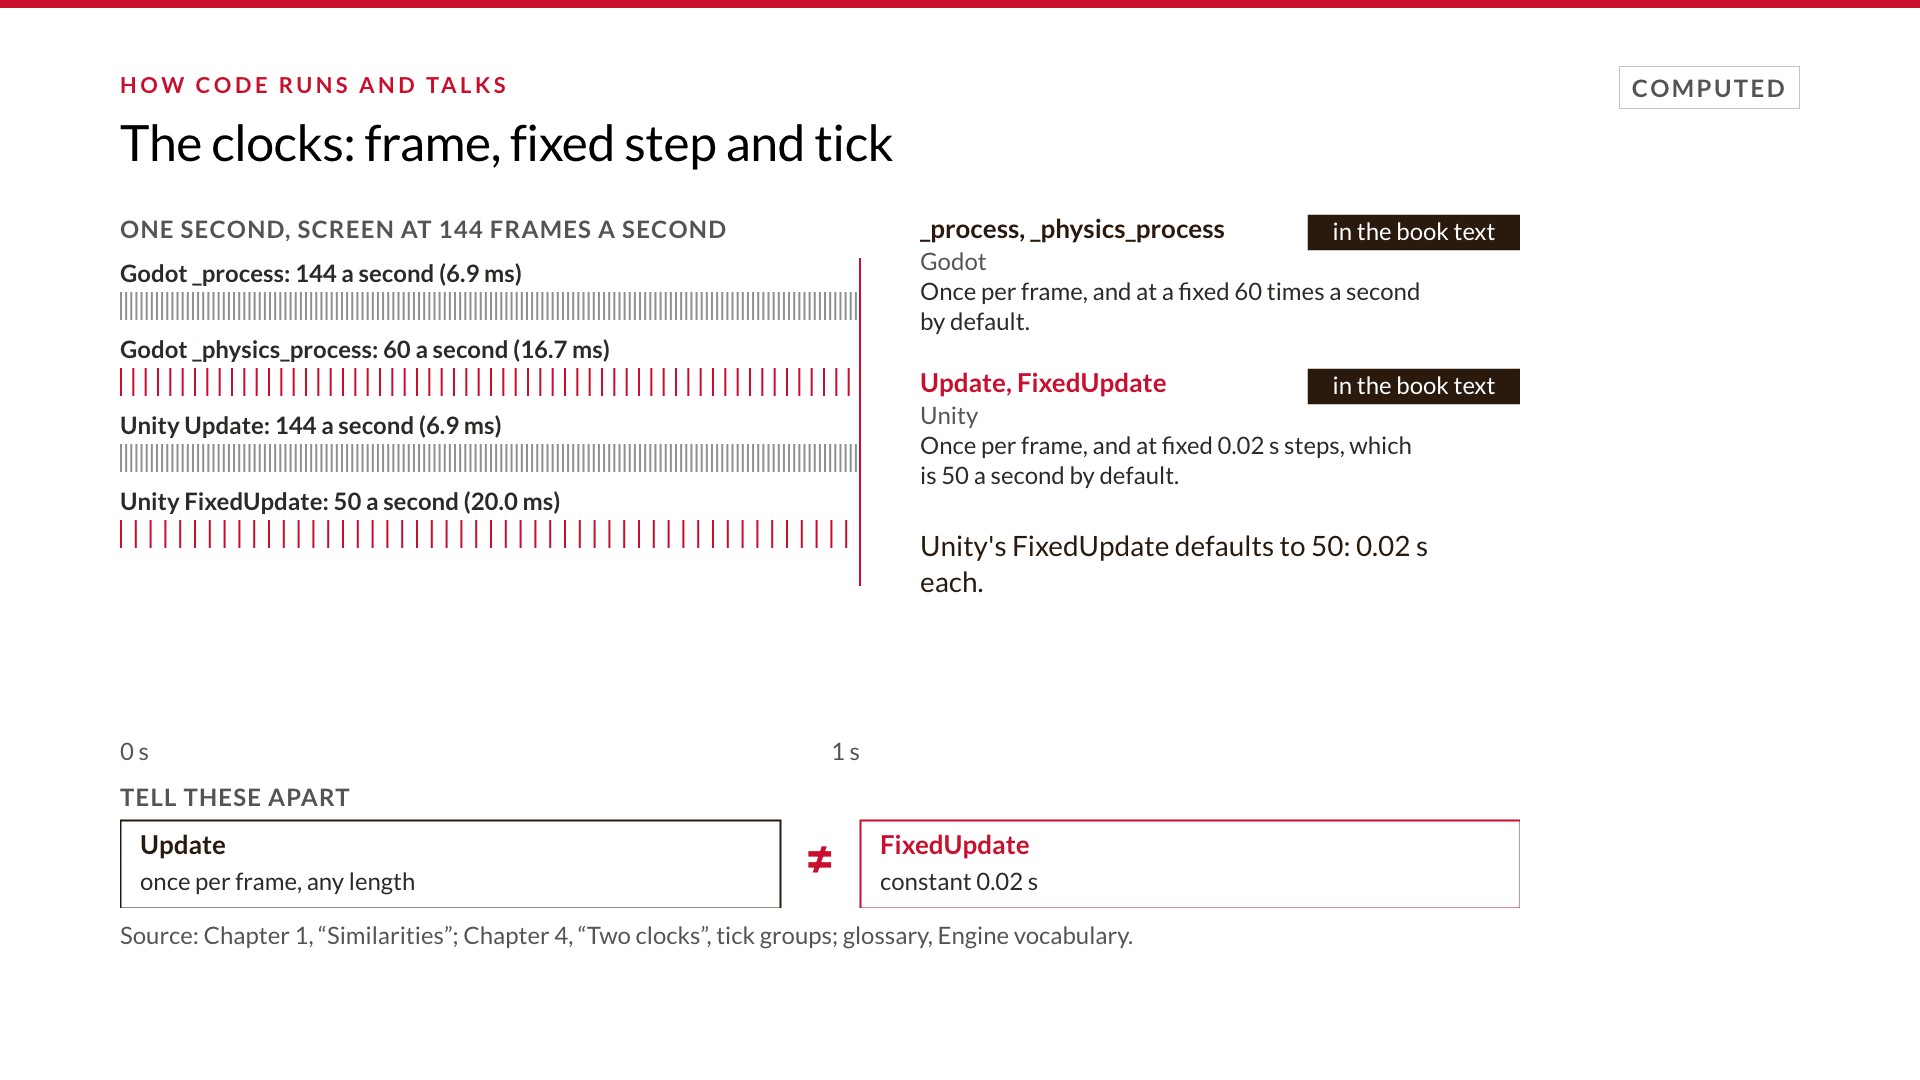 HOW CODE RUNS AND TALKS
COMPUTED
The clocks: frame, fixed step and tick
ONE SECOND, SCREEN AT 144 FRAMES A SECOND
Godot _process: 144 a second (6.9 ms)
Godot _physics_process: 60 a second (16.7 ms)
Unity Update: 144 a second (6.9 ms)
Unity FixedUpdate: 50 a second (20.0 ms)
_process, _physics_process
in the book text
Godot
Once per frame, and at a fixed 60 times a second
by default.
Update, FixedUpdate
in the book text
Unity
Once per frame, and at fixed 0.02 s steps, which
is 50 a second by default.
Unity's FixedUpdate defaults to 50: 0.02 s
each.
0 s
1 s
TELL THESE APART
Update
once per frame, any length
≠
FixedUpdate
constant 0.02 s
Source: Chapter 1, “Similarities”; Chapter 4, “Two clocks”, tick groups; glossary, Engine vocabulary.